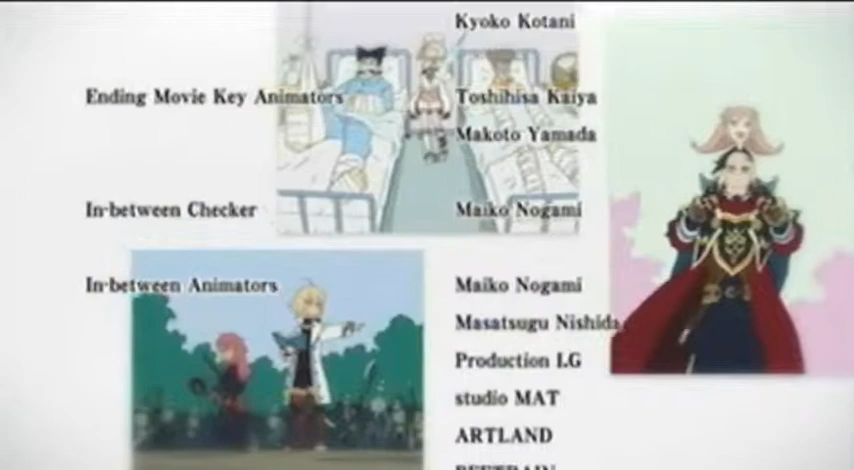 Kyoko Kotani
Ending Movie Key Animators Toshihisa Kaiya
Makoto Yamada
In-between Checker Maiko Nogami
In-between Animators Maiko Nogami
Masatsugu Nishida
Production I.G
studio MAT
ARTLAND